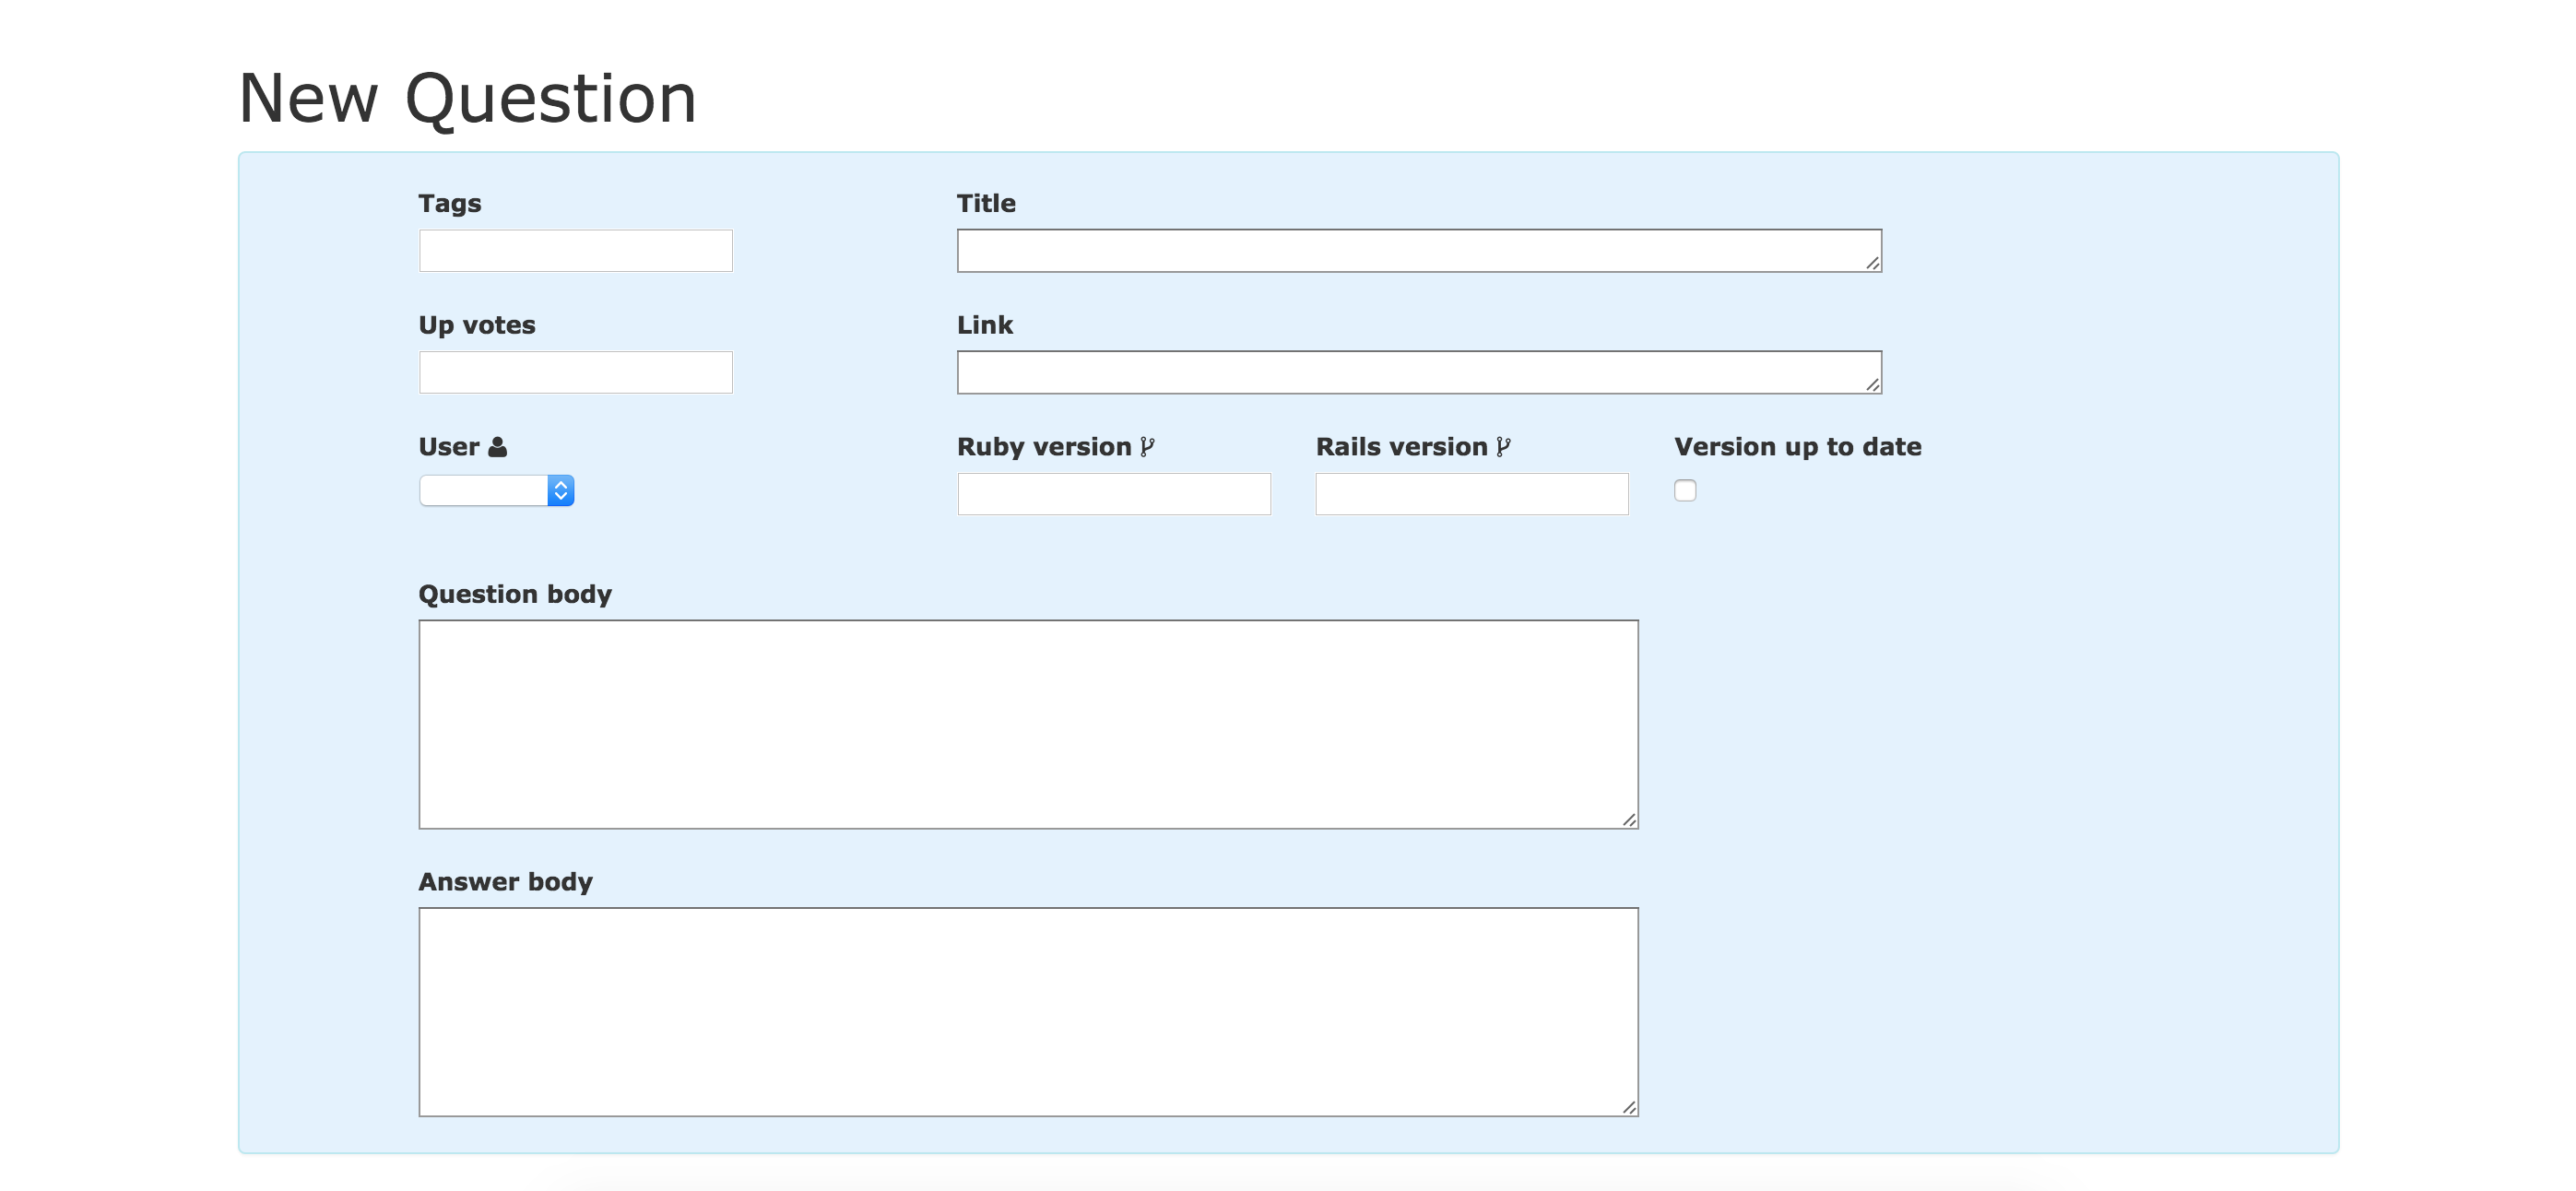 New Question
Tags Title
Up votes Link
User Ruby version Rails version Version up to date
Question body
Answer body